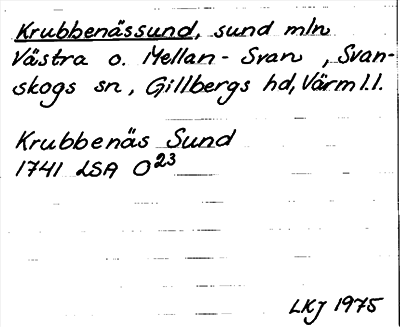 Krubbenässund, sund mln
Västra o. Mellan-Svan, Svan-
skogs sn, Gillbergs hd, Värml.l.
Krubbenäs Sund
1741 LSA O23
LKJ 1975